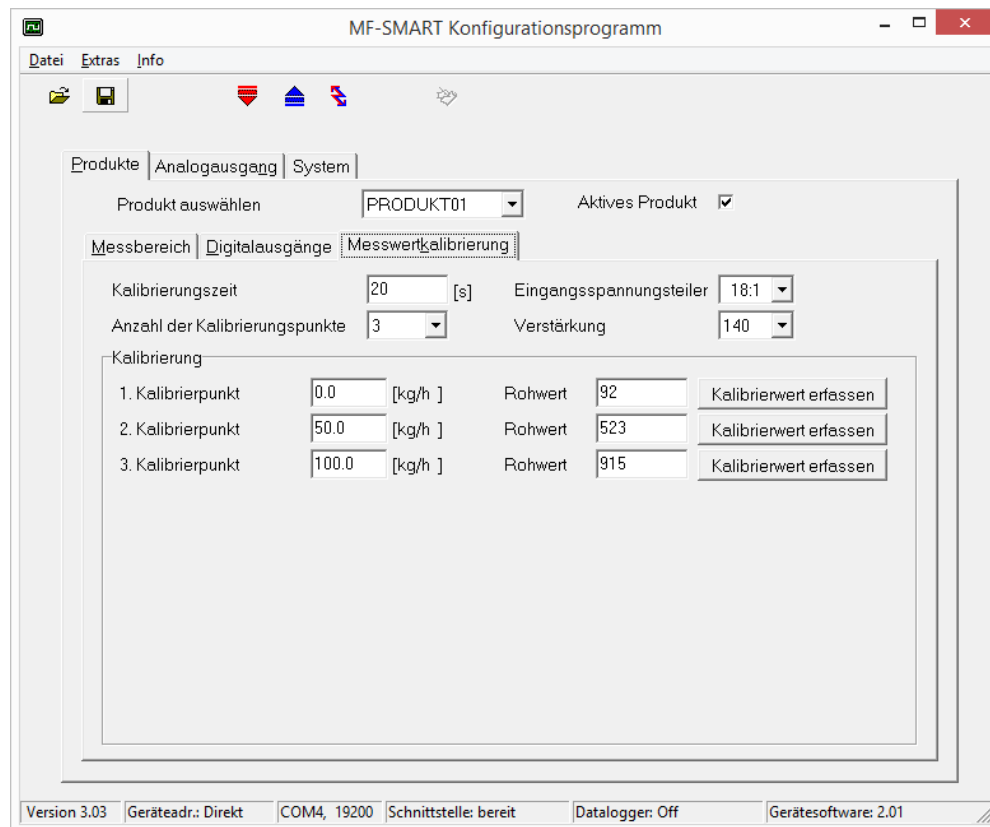 MF-SMART Konfigurationsprogramm
Datei Extras Info
Produkte Analogausgang System
Produkt auswählen PRODUKT01 Aktives Produkt
Messbereich Digitalausgänge Messwertkalibrierung
Kalibrierungszeit 20 [s] Eingangsspannungsteiler 18:1
Anzahl der Kalibrierungspunkte 3 Verstärkung 140
Kalibrierung
1. Kalibrierpunkt 0.0 [kg/h ] Rohwert 92 Kalibrierwert erfassen
2. Kalibrierpunkt 50.0 [kg/h ] Rohwert 523 Kalibrierwert erfassen
3. Kalibrierpunkt 100.0 [kg/h ] Rohwert 915 Kalibrierwert erfassen
Version 3.03 Geräteadr.: Direkt COM4, 19200 Schnittstelle: bereit Datalogger: Off Gerätesoftware: 2.01